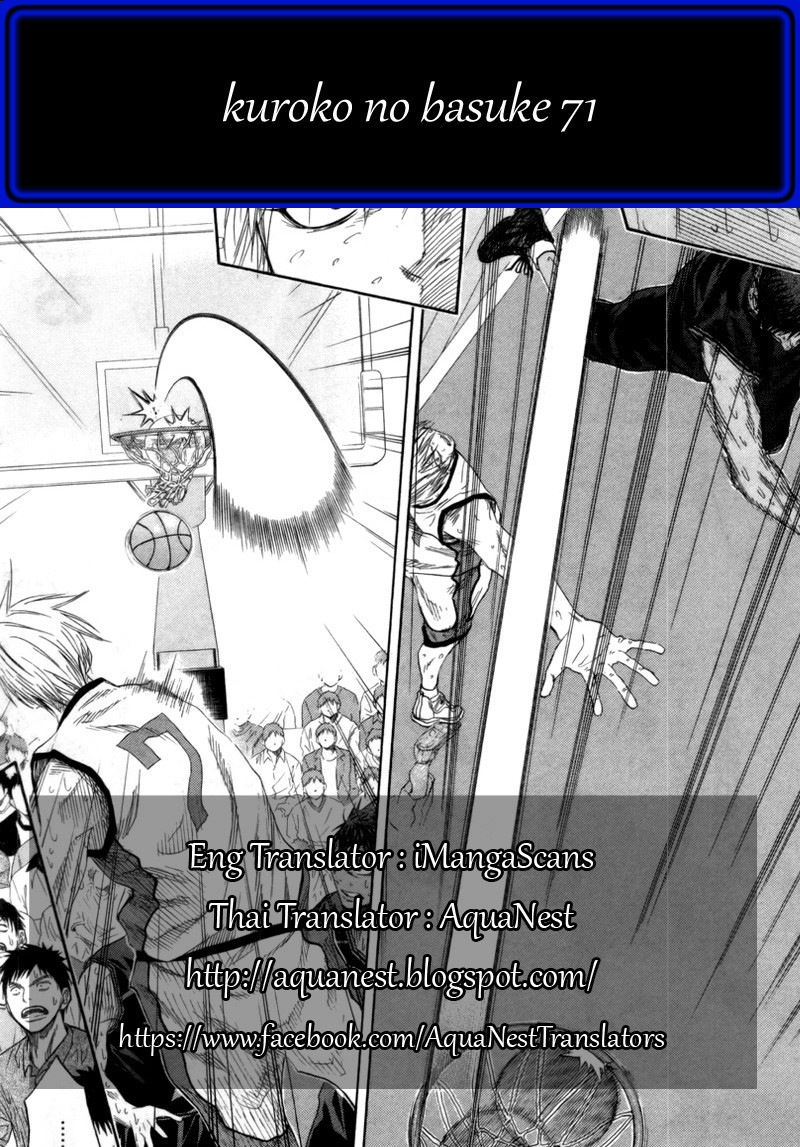 kuroko no basuke 71
7
Eng Translator : iMangaScans
Thai Translator : AquaNest
http://aquanest.blogspot.com/
https://www.facebook.com/AquaNestTranslators
......